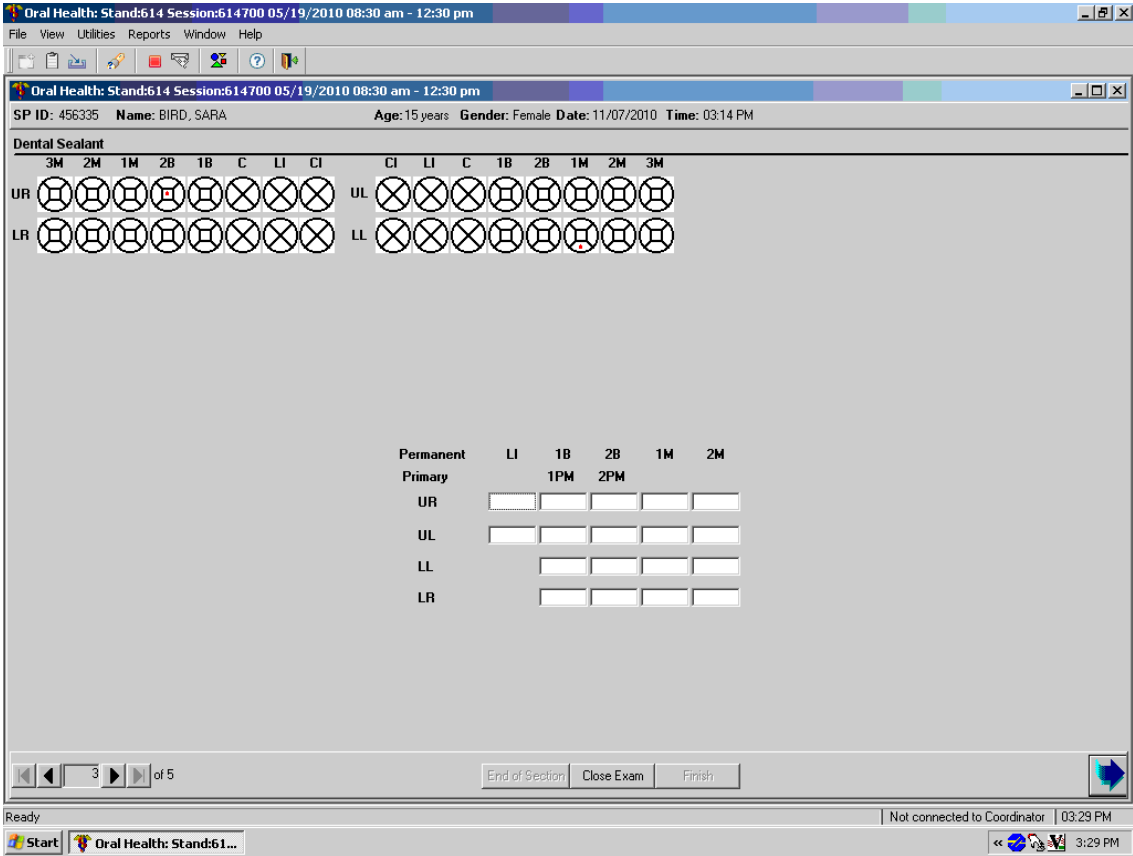 Oral Health: Stand:614 Session:614700 05/19/2010 08:30 am - 12:30 pm
File View Utilities Reports Window Help
Oral Health: Stand:614 Session:614700 05/19/2010 08:30 am - 12:30 pm
SP ID: 456335 Name: BIRD, SARA Age: 15 years Gender: Female Date: 11/07/2010 Time: 03:14 PM
Dental Sealant
3M 2M 1M 2B 1B C LI CI CI LI C 1B 2B 1M 2M 3M
UR UL
LR LL
Permanent LI 1B 2B 1M 2M
Primary 1PM 2PM
UR
UL
LL
LR
3 of 5 End of Section Close Exam Finish
Ready Not connected to Coordinator 03:29 PM
Start Oral Health: Stand:61... « 3:29 PM